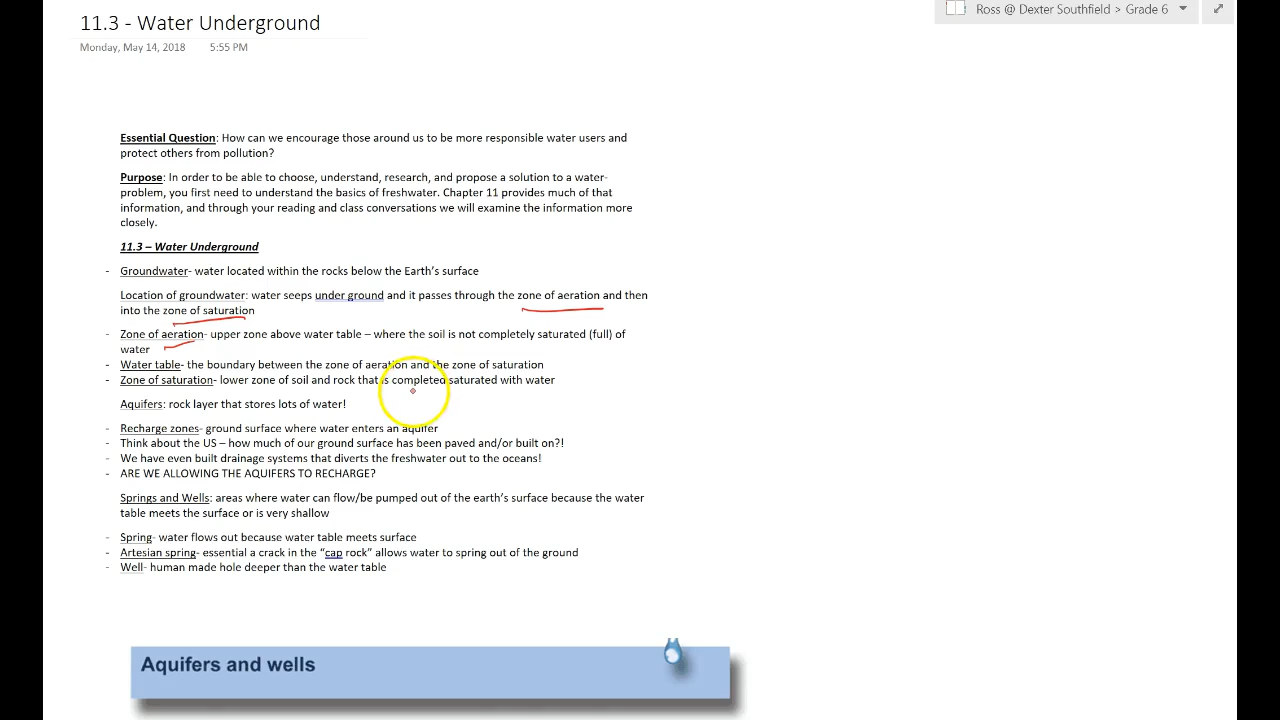 11.3 - Water Underground
Ross @ Dexter Southfield > Grade 6
Monday, May 14, 2018 5:55 PM
Essential Question: How can we encourage those around us to be more responsible water users and
protect others from pollution?
Purpose: In order to be able to choose, understand, research, and propose a solution to a water-
problem, you first need to understand the basics of freshwater. Chapter 11 provides much of that
information, and through your reading and class conversations we will examine the information more
closely.
11.3 – Water Underground
- Groundwater- water located within the rocks below the Earth's surface
Location of groundwater: water seeps under ground and it passes through the zone of aeration and then
into the zone of saturation
- Zone of aeration- upper zone above water table – where the soil is not completely saturated (full) of
water
- Water table- the boundary between the zone of aeration and the zone of saturation
- Zone of saturation- lower zone of soil and rock that is completed saturated with water
Aquifers: rock layer that stores lots of water!
- Recharge zones- ground surface where water enters an aquifer
- Think about the US – how much of our ground surface has been paved and/or built on?!
- We have even built drainage systems that diverts the freshwater out to the oceans!
- ARE WE ALLOWING THE AQUIFERS TO RECHARGE?
Springs and Wells: areas where water can flow/be pumped out of the earth's surface because the water
table meets the surface or is very shallow
- Spring- water flows out because water table meets surface
- Artesian spring- essential a crack in the "cap rock" allows water to spring out of the ground
- Well- human made hole deeper than the water table
Aquifers and wells